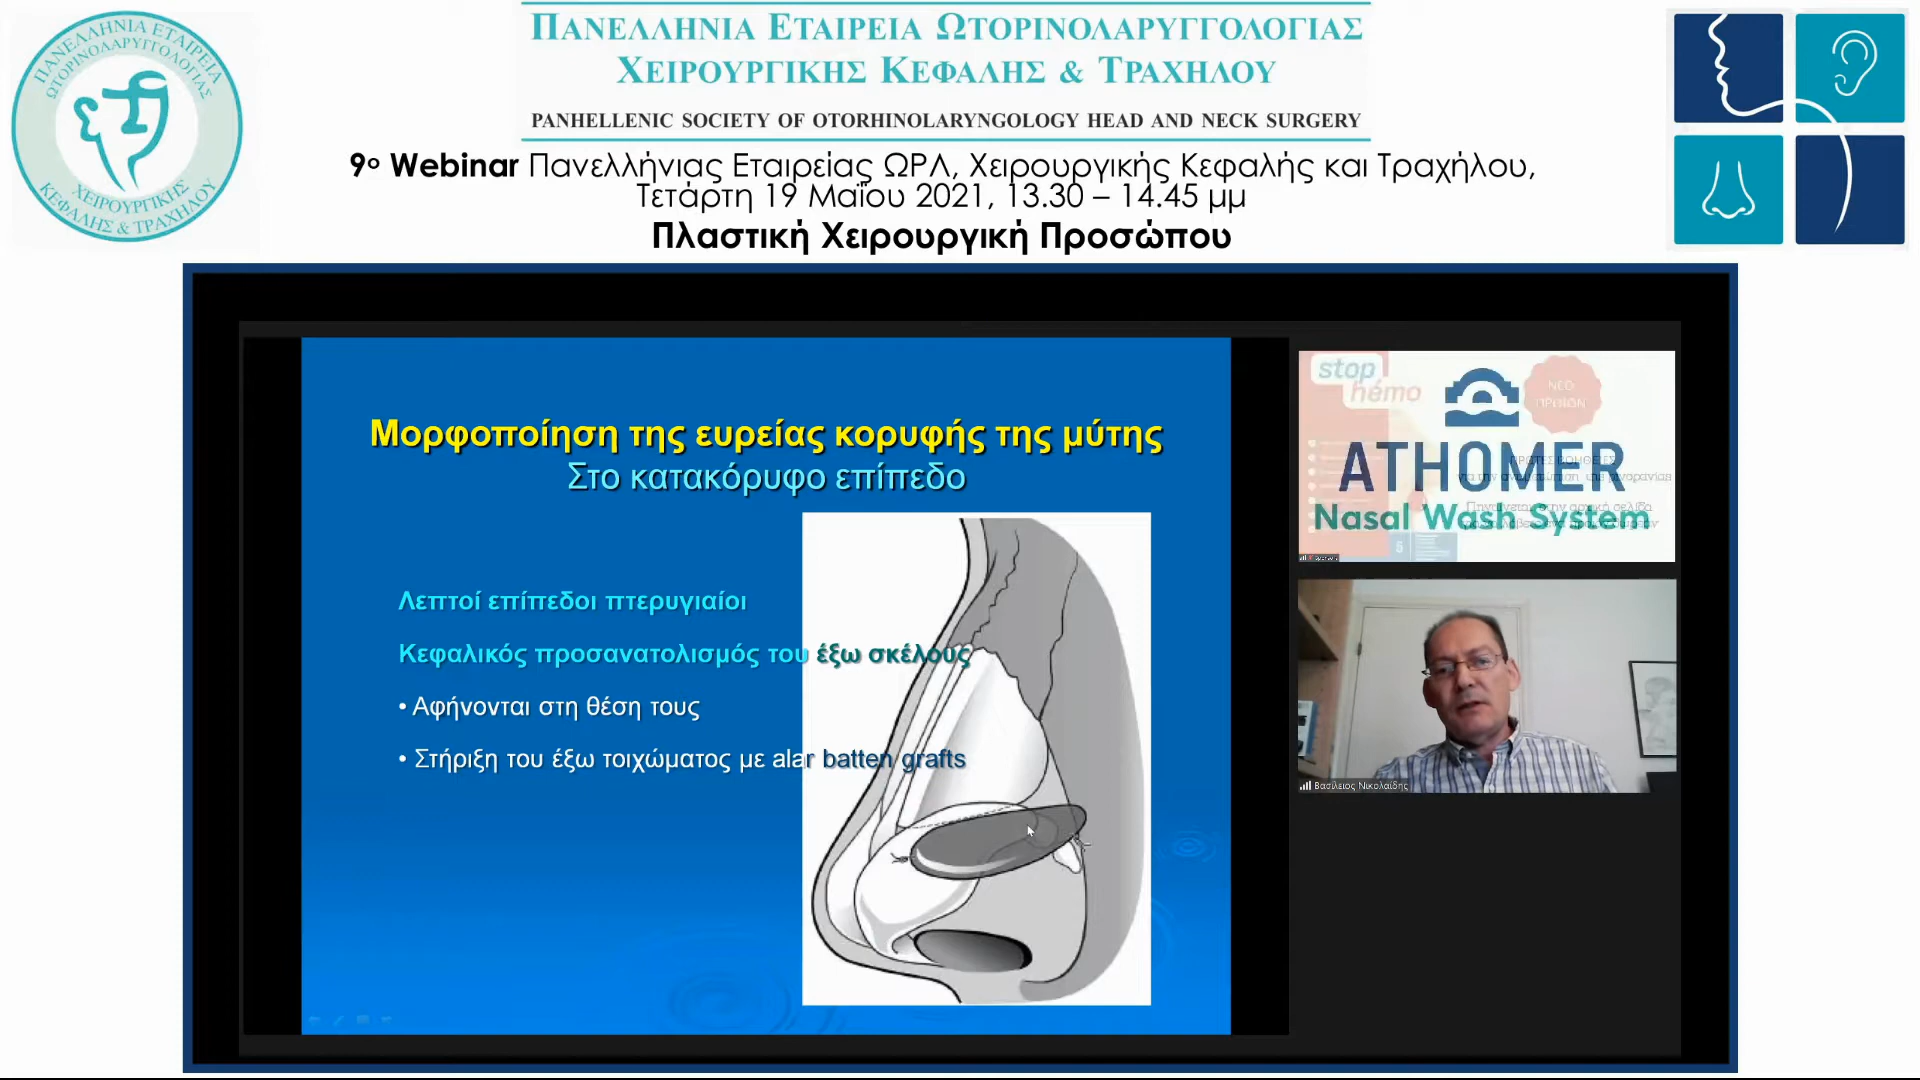 ΠΑΝΕΛΛΗΝΙΑ ΕΤΑΙΡΕΙΑ
ΩΤΟΡΙΝΟΛΑΡΥΓΓΟΛΟΓΙΑΣ
ΧΕΙΡΟΥΡΓΙΚΗΣ
ΚΕΦΑΛΗΣ & ΤΡΑΧΗΛΟΥ
ΠΑΝΕΛΛΗΝΙΑ ΕΤΑΙΡΕΙΑ ΩΤΟΡΙΝΟΛΑΡΥΓΓΟΛΟΓΙΑΣ
ΧΕΙΡΟΥΡΓΙΚΗΣ ΚΕΦΑΛΗΣ & ΤΡΑΧΗΛΟΥ
PANHELLENIC SOCIETY OF OTORHINOLARYNGOLOGY HEAD AND NECK SURGERY
9ο Webinar Πανελλήνιας Εταιρείας ΩΡΛ, Χειρουργικής Κεφαλής και Τραχήλου,
Τετάρτη 19 Μαΐου 2021, 13.30 – 14.45 μμ
Πλαστική Χειρουργική Προσώπου
Μορφοποίηση της ευρείας κορυφής της μύτης
Στο κατακόρυφο επίπεδο
Λεπτοί επίπεδοι πτερυγιαίοι
Κεφαλικός προσανατολισμός του έξω σκέλους
• Αφήνονται στη θέση τους
• Στήριξη του έξω τοιχώματος με alar batten grafts
stop
hémo
ΝΕΟ
ΠΡΟΪΟΝ
ATHOMER
Nasal Wash System
Βασίλειος Νικολαΐδης